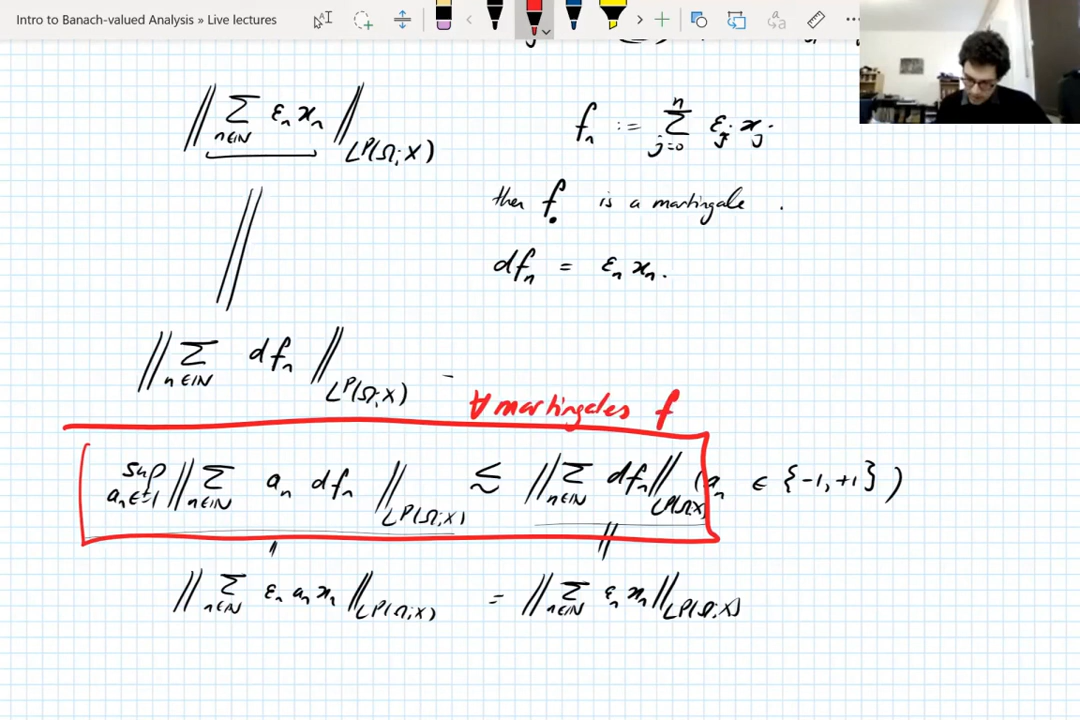 Intro to Banach-valued Analysis » Live lectures
‖ Σ_{n∈ℕ} ε_n x_n ‖_{L^p(Ω;X)}
f_n := Σ_{j=0}^{n} ε_j x_j
then f. is a martingale .
df_n = ε_n x_n.
‖ Σ_{n∈ℕ} df_n ‖_{L^p(Ω;X)}
∀ martingales f
sup_{a_n∈±1} ‖ Σ_{n∈ℕ} a_n df_n ‖_{L^p(Ω;X)} ≲ ‖ Σ_{n∈ℕ} df_n ‖_{L^p(Ω;X)} (a_n ∈ {-1,+1})
‖ Σ_{n∈ℕ} ε_n a_n x_n ‖_{L^p(Ω;X)} = ‖ Σ_{n∈ℕ} ε_n x_n ‖_{L^p(Ω;X)}